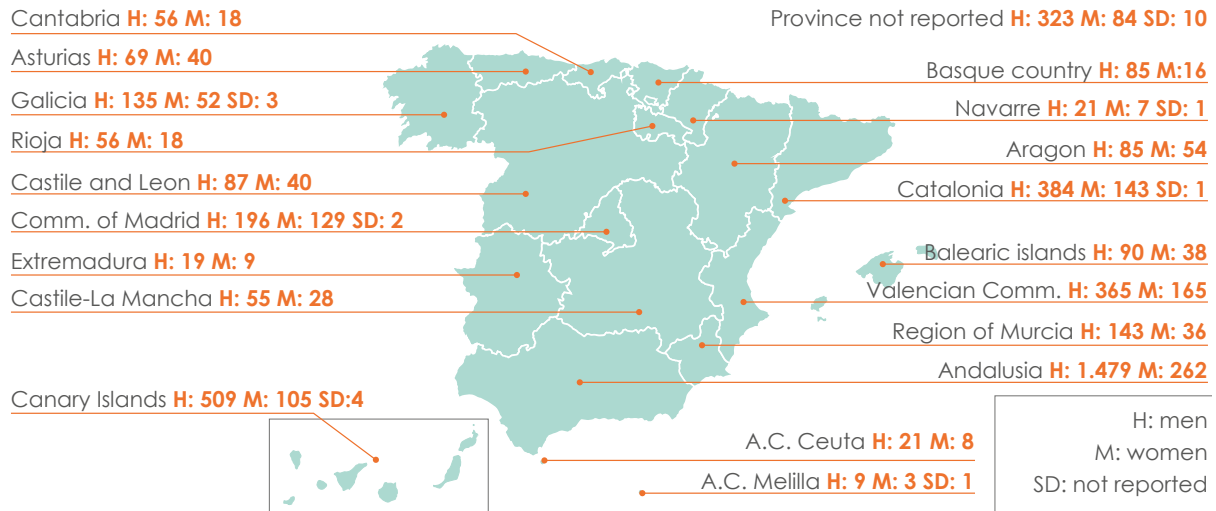 Cantabria H: 56 M: 18
Asturias H: 69 M: 40
Galicia H: 135 M: 52 SD: 3
Rioja H: 56 M: 18
Castile and Leon H: 87 M: 40
Comm. of Madrid H: 196 M: 129 SD: 2
Extremadura H: 19 M: 9
Castile-La Mancha H: 55 M: 28
Canary Islands H: 509 M: 105 SD:4
Province not reported H: 323 M: 84 SD: 10
Basque country H: 85 M:16
Navarre H: 21 M: 7 SD: 1
Aragon H: 85 M: 54
Catalonia H: 384 M: 143 SD: 1
Balearic islands H: 90 M: 38
Valencian Comm. H: 365 M: 165
Region of Murcia H: 143 M: 36
Andalusia H: 1.479 M: 262
A.C. Ceuta H: 21 M: 8
A.C. Melilla H: 9 M: 3 SD: 1
H: men
M: women
SD: not reported